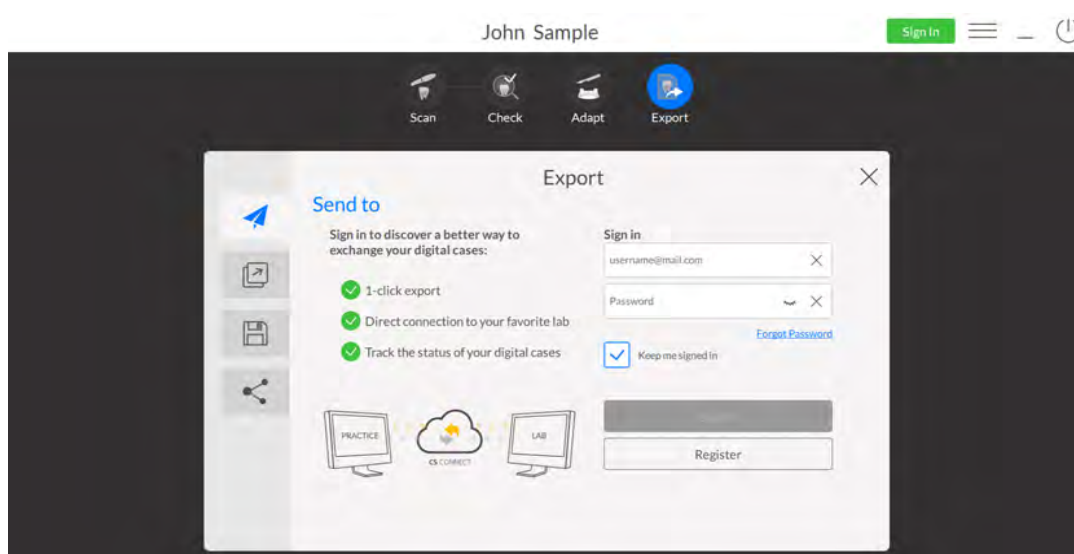 John Sample
Sign In
Scan
Check
Adapt
Export
Export
Send to
Sign in to discover a better way to
exchange your digital cases:
1-click export
Direct connection to your favorite lab
Track the status of your digital cases
PRACTICE
CS CONNECT
LAB
Sign in
username@mail.com
Password
Forgot Password
Keep me signed in
Register